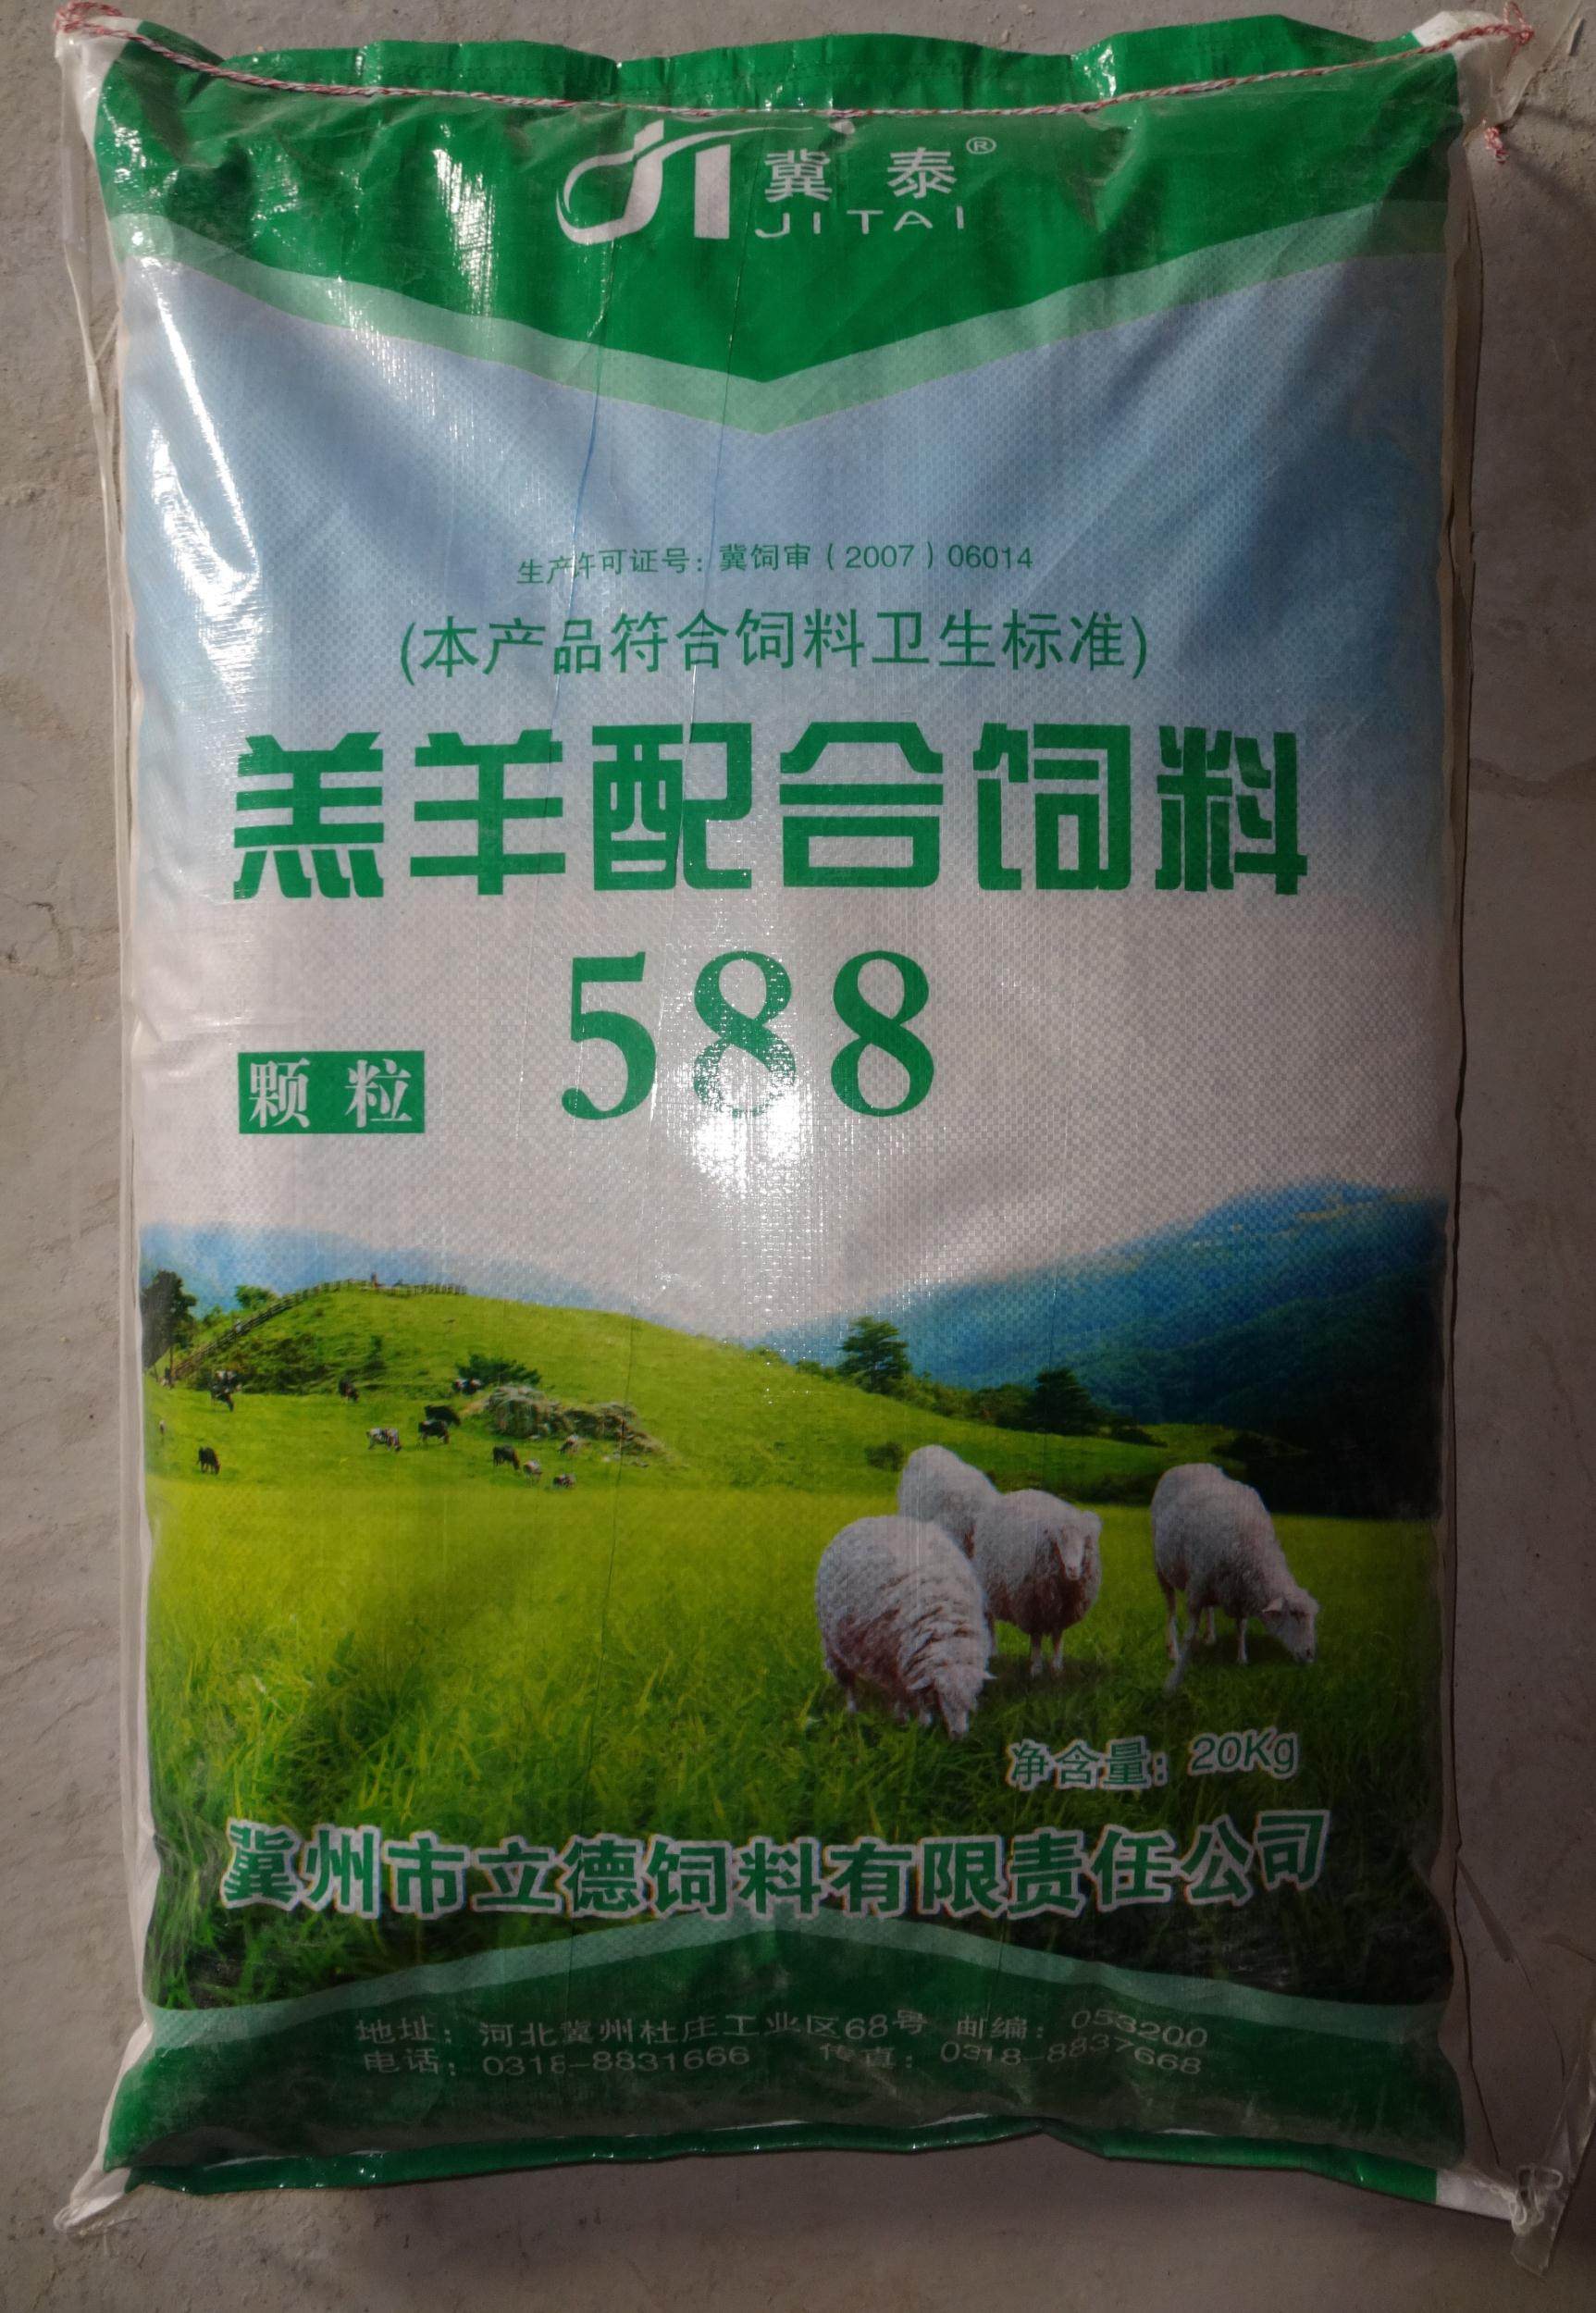 冀泰®
JITAI
生产许可证号：冀饲审（2007）06014
(本产品符合饲料卫生标准)
羔羊配合饲料
588
颗粒
净含量：20Kg
冀州市立德饲料有限责任公司
地址：河北冀州杜庄工业区68号 邮编：053200
电话：0318-8831666 传真：0318-8837668